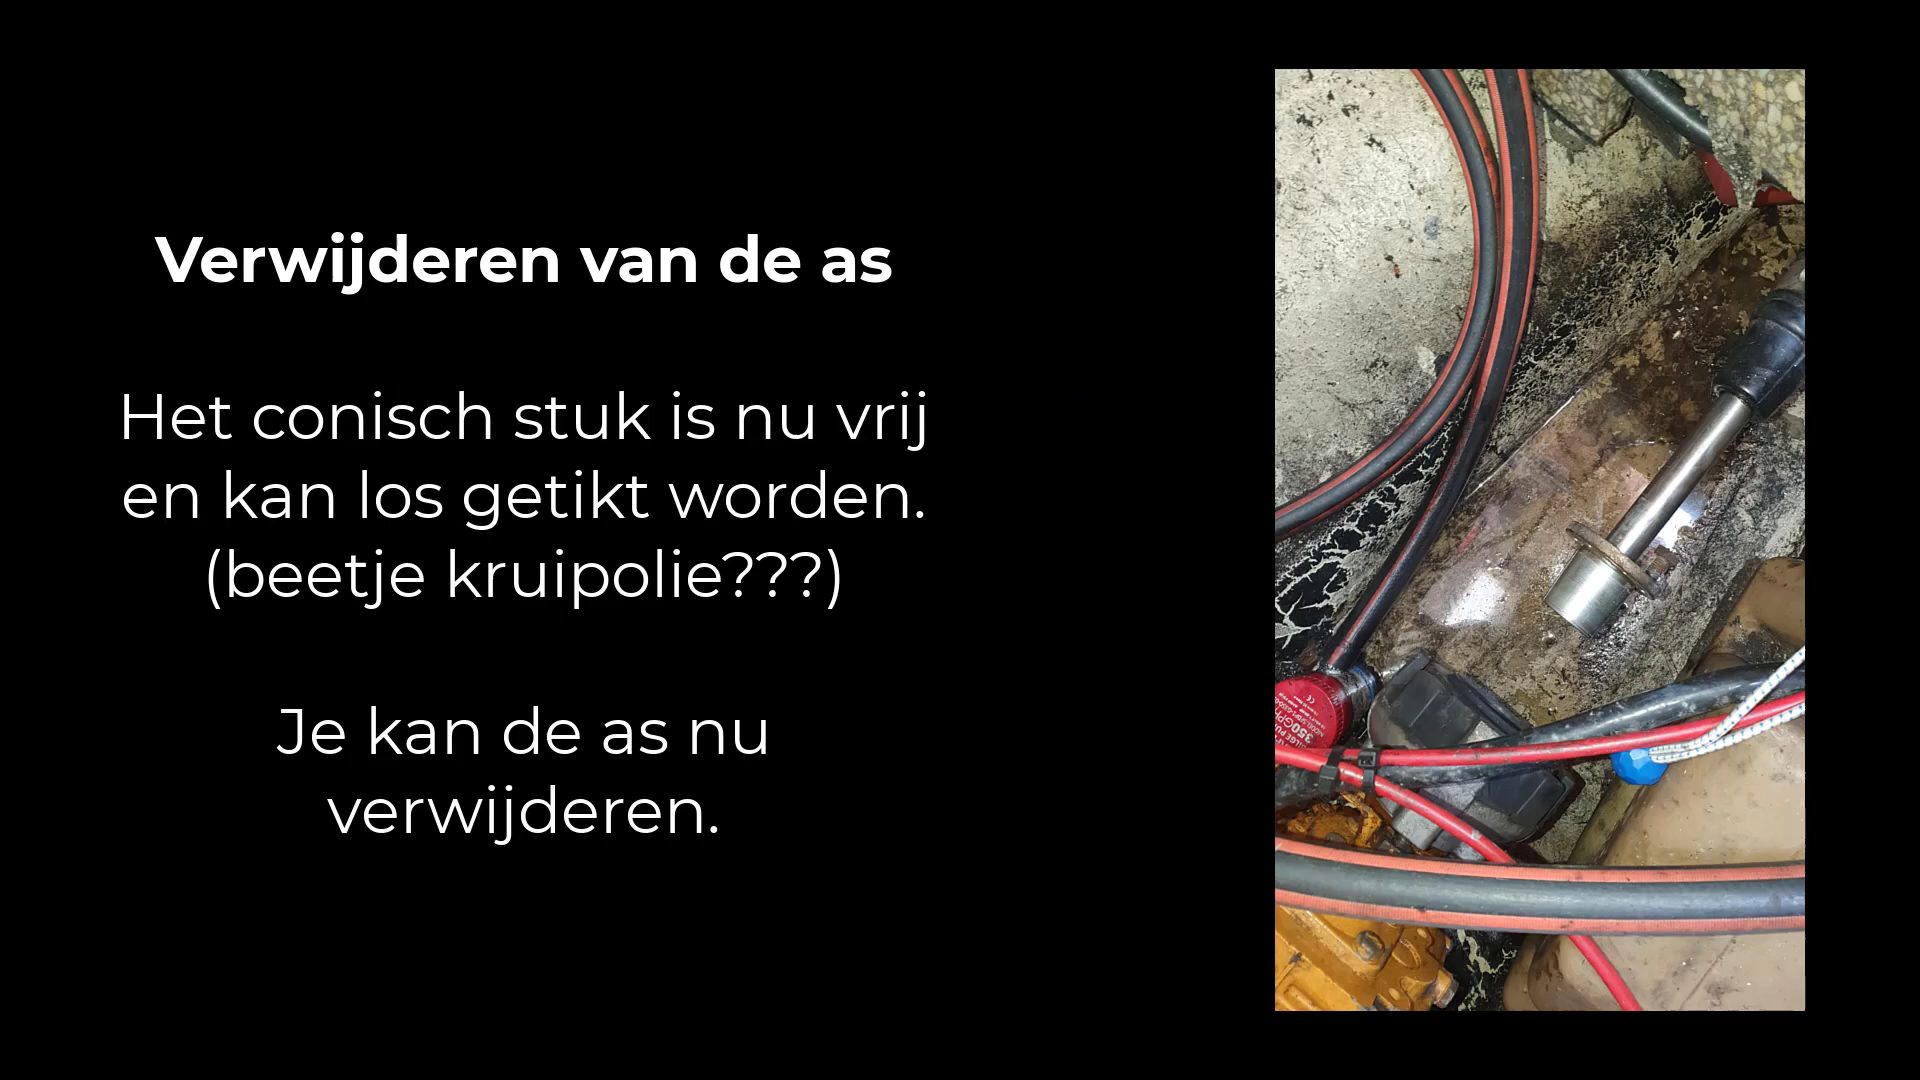 Verwijderen van de as
Het conisch stuk is nu vrij
en kan los getikt worden.
(beetje kruipolie???)
Je kan de as nu
verwijderen.
350GPH